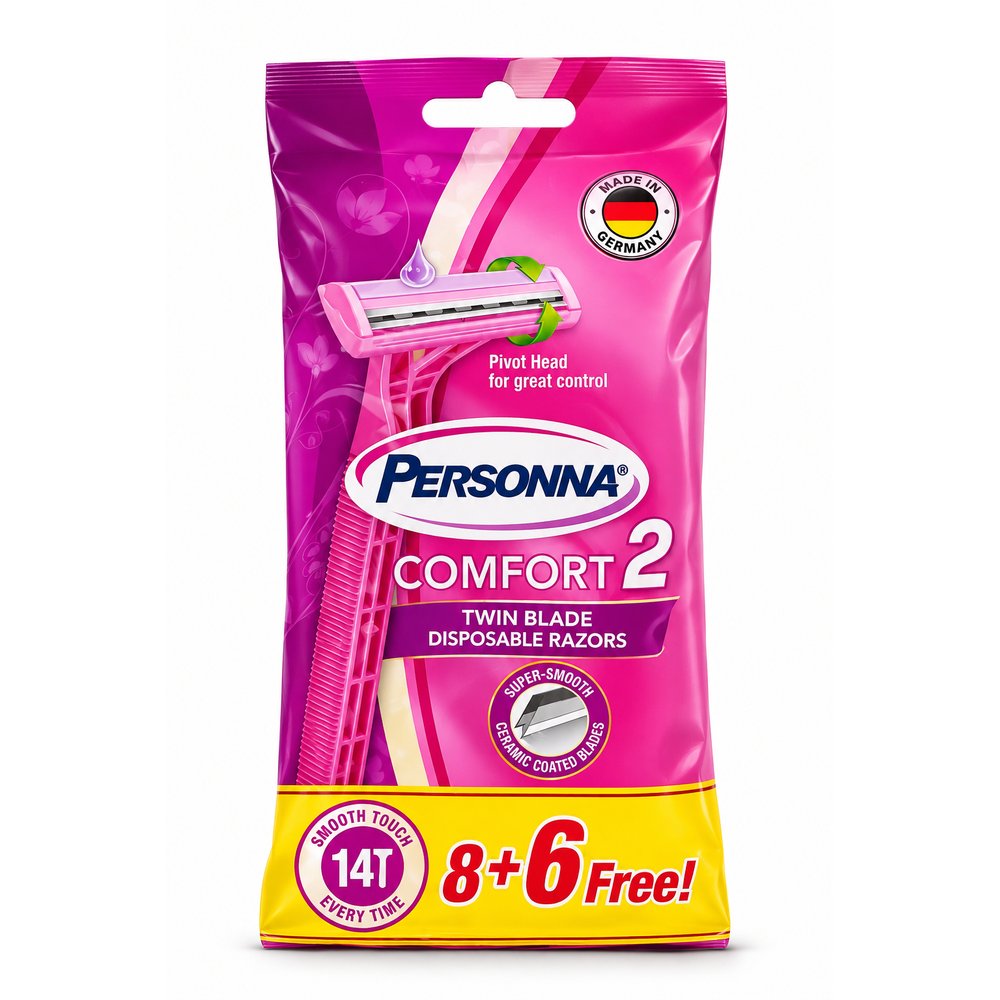 MADE IN
GERMANY
Pivot Head
for great control
PERSONNA®
COMFORT 2
TWIN BLADE
DISPOSABLE RAZORS
SUPER-SMOOTH
CERAMIC COATED BLADES
SMOOTH TOUCH
14T
EVERY TIME
8+6 Free!